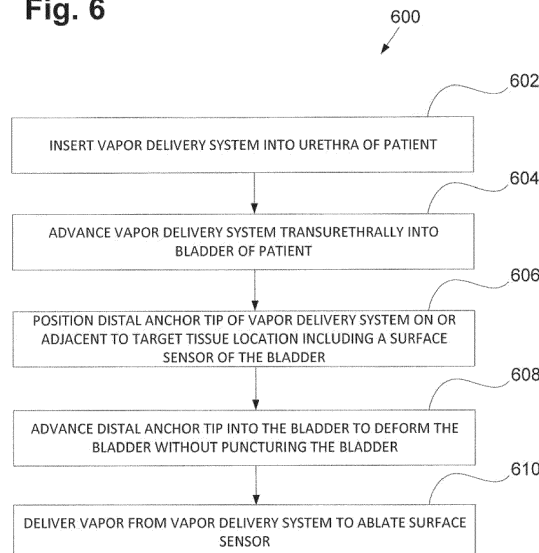 Fig. 6
600
602
INSERT VAPOR DELIVERY SYSTEM INTO URETHRA OF PATIENT
604
ADVANCE VAPOR DELIVERY SYSTEM TRANSURETHRALLY INTO
BLADDER OF PATIENT
606
POSITION DISTAL ANCHOR TIP OF VAPOR DELIVERY SYSTEM ON OR
ADJACENT TO TARGET TISSUE LOCATION INCLUDING A SURFACE
SENSOR OF THE BLADDER
608
ADVANCE DISTAL ANCHOR TIP INTO THE BLADDER TO DEFORM THE
BLADDER WITHOUT PUNCTURING THE BLADDER
610
DELIVER VAPOR FROM VAPOR DELIVERY SYSTEM TO ABLATE SURFACE
SENSOR